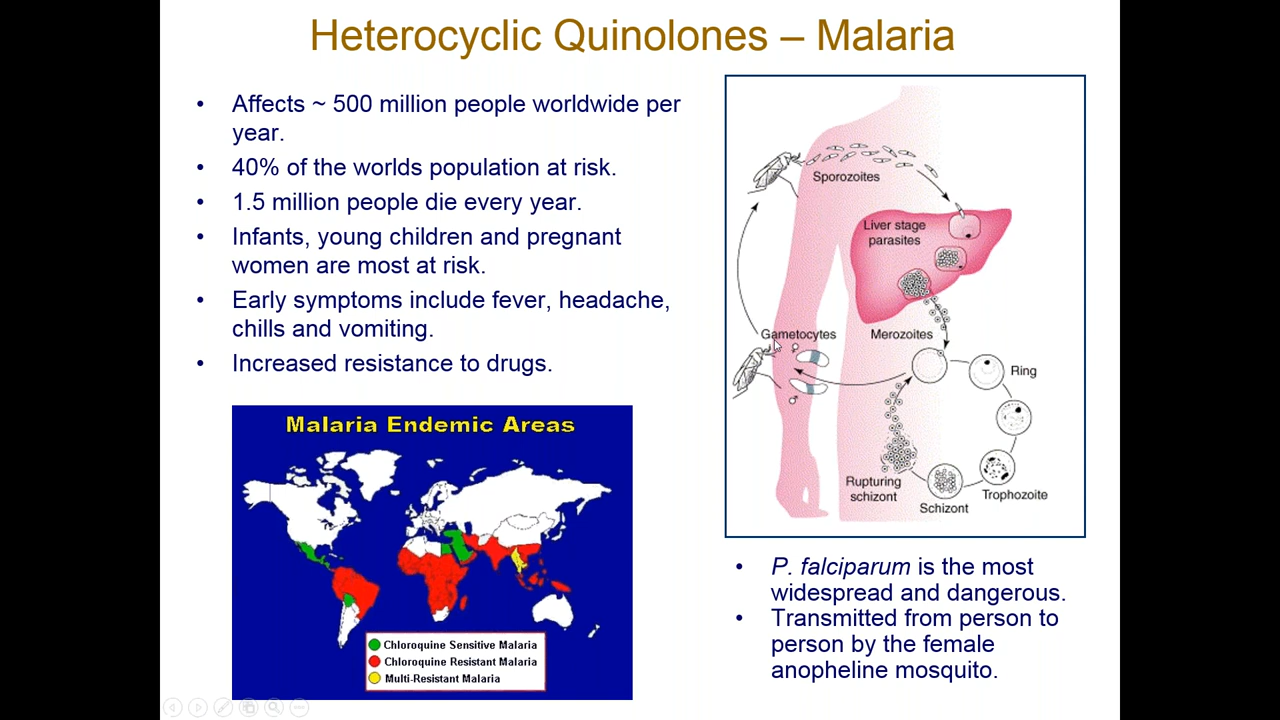 Heterocyclic Quinolones – Malaria
• Affects ~ 500 million people worldwide per
year.
• 40% of the worlds population at risk.
• 1.5 million people die every year.
• Infants, young children and pregnant
women are most at risk.
• Early symptoms include fever, headache,
chills and vomiting.
• Increased resistance to drugs.
Malaria Endemic Areas
Chloroquine Sensitive Malaria
Chloroquine Resistant Malaria
Multi-Resistant Malaria
Sporozoites
Liver stage
parasites
Gametocytes
Merozoites
Ring
Trophozoite
Schizont
Rupturing
schizont
• P. falciparum is the most
widespread and dangerous.
• Transmitted from person to
person by the female
anopheline mosquito.